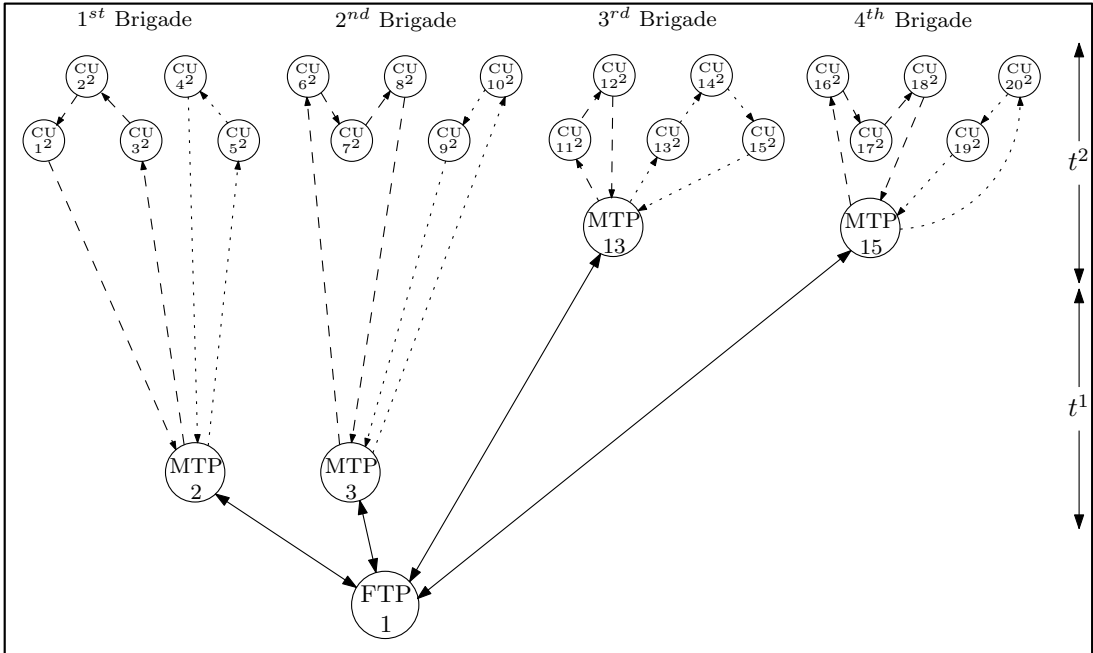 1st Brigade
2nd Brigade
3rd Brigade
4th Brigade
CU
2²
CU
4²
CU
6²
CU
8²
CU
10²
CU
12²
CU
14²
CU
16²
CU
18²
CU
20²
CU
1²
CU
3²
CU
5²
CU
7²
CU
9²
CU
11²
CU
13²
CU
15²
CU
17²
CU
19²
t²
MTP
13
MTP
15
t¹
MTP
2
MTP
3
FTP
1